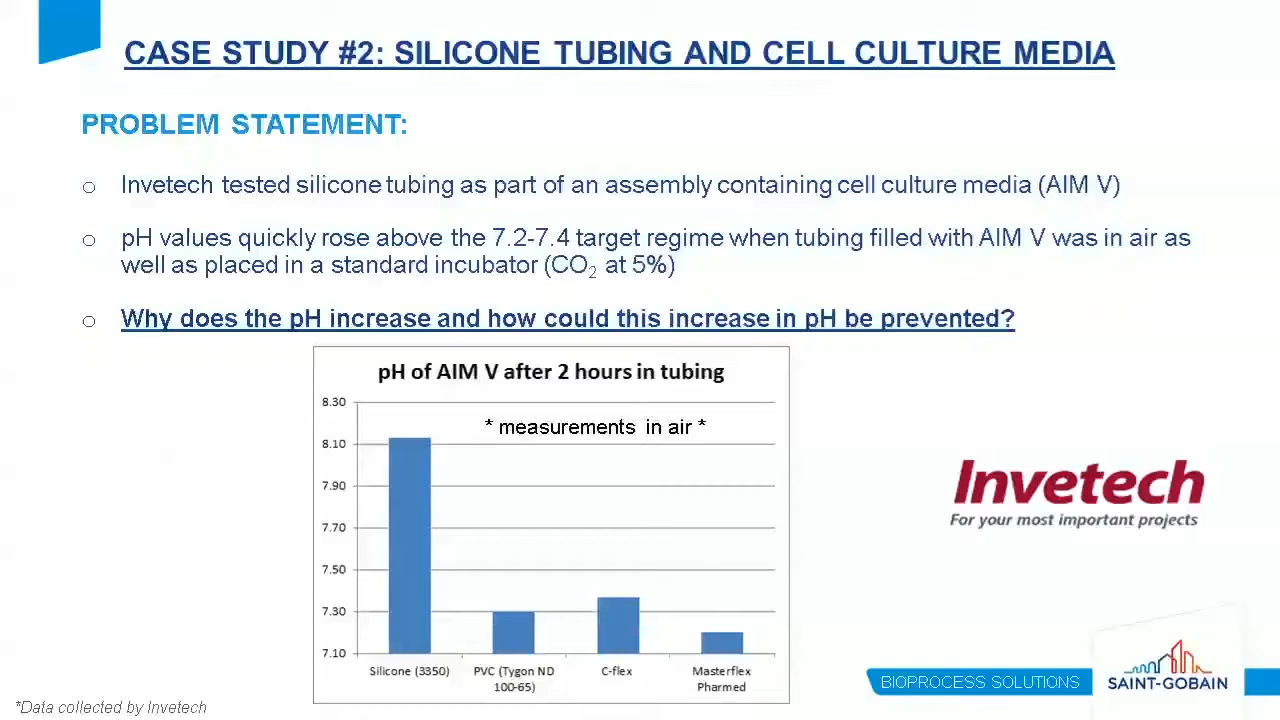 CASE STUDY #2: SILICONE TUBING AND CELL CULTURE MEDIA
PROBLEM STATEMENT:
o Invetech tested silicone tubing as part of an assembly containing cell culture media (AIM V)
o pH values quickly rose above the 7.2-7.4 target regime when tubing filled with AIM V was in air as
well as placed in a standard incubator (CO2 at 5%)
o Why does the pH increase and how could this increase in pH be prevented?
pH of AIM V after 2 hours in tubing
* measurements in air *
8.30
8.10
7.90
7.70
7.50
7.30
7.10
Silicone (3350)
PVC (Tygon ND
100-65)
C-flex
Masterflex
Pharmed
Invetech
For your most important projects
BIOPROCESS SOLUTIONS
SAINT-GOBAIN
*Data collected by Invetech